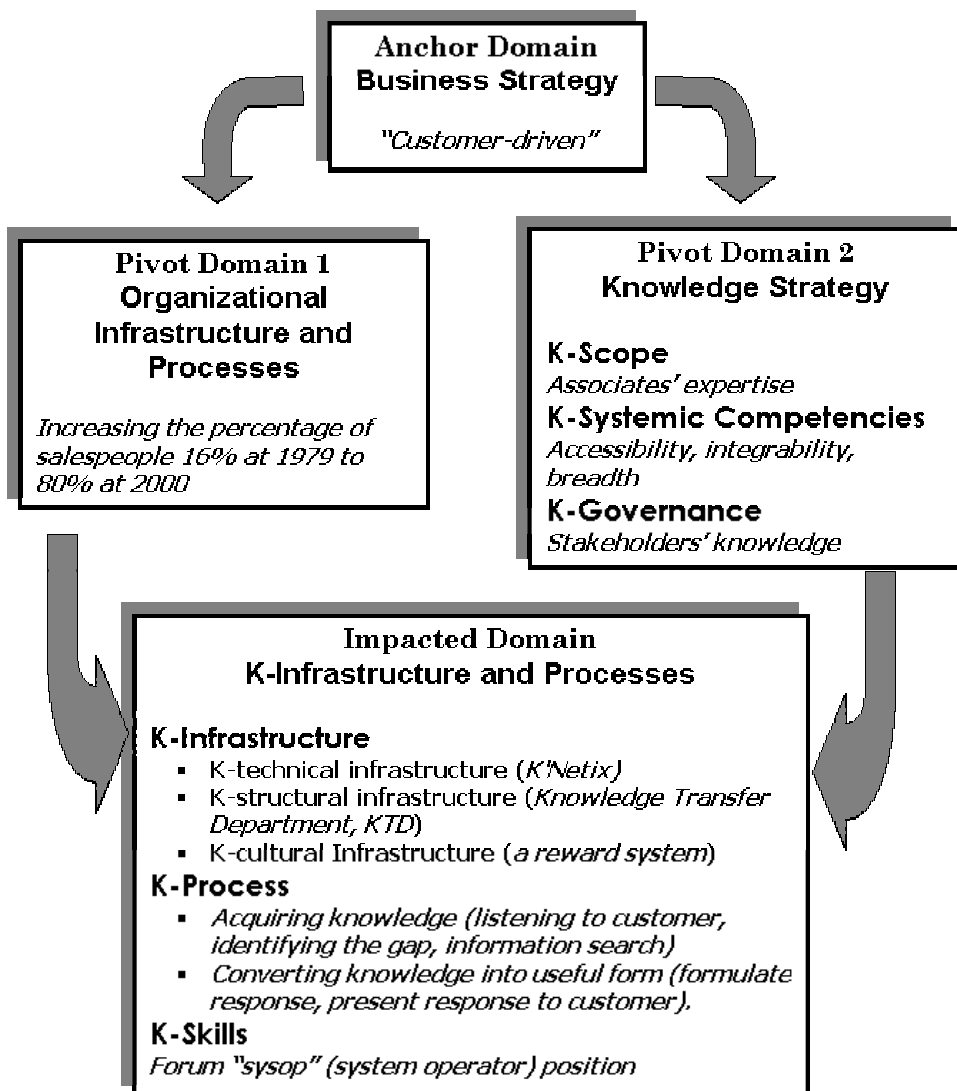 Anchor Domain
Business Strategy
"Customer-driven"
Pivot Domain 1
Organizational
Infrastructure and
Processes
Increasing the percentage of
salespeople 16% at 1979 to
80% at 2000
Pivot Domain 2
Knowledge Strategy
K-Scope
Associates' expertise
K-Systemic Competencies
Accessibility, integrability,
breadth
K-Governance
Stakeholders' knowledge
Impacted Domain
K-Infrastructure and Processes
K-Infrastructure
▪ K-technical infrastructure (K'Netix)
▪ K-structural infrastructure (Knowledge Transfer
Department, KTD)
▪ K-cultural Infrastructure (a reward system)
K-Process
▪ Acquiring knowledge (listening to customer,
identifying the gap, information search)
▪ Converting knowledge into useful form (formulate
response, present response to customer).
K-Skills
Forum "sysop" (system operator) position